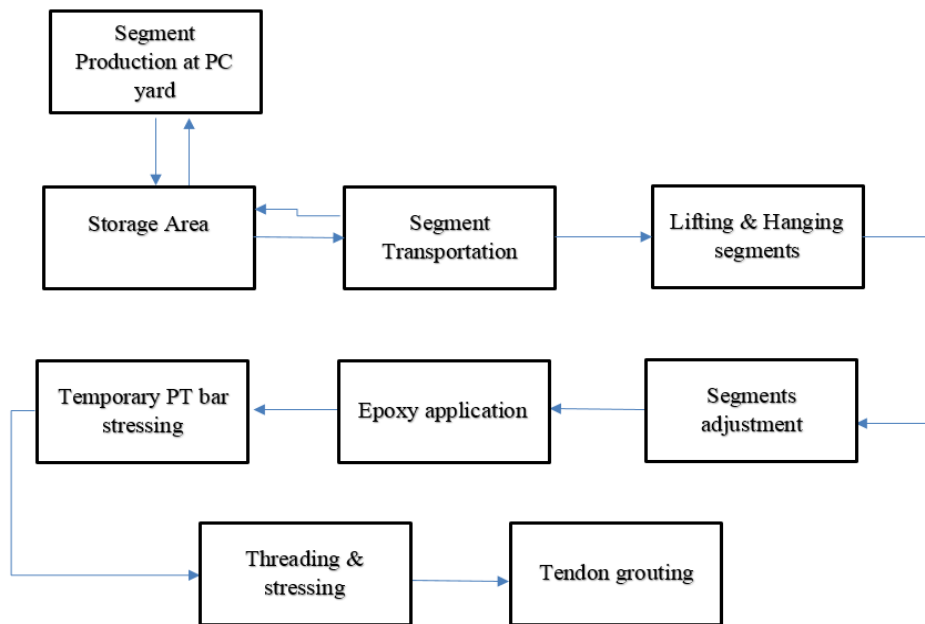 Segment
Production at PC
yard
Storage Area
Segment
Transportation
Lifting & Hanging
segments
Temporary PT bar
stressing
Epoxy application
Segments
adjustment
Threading &
stressing
Tendon grouting